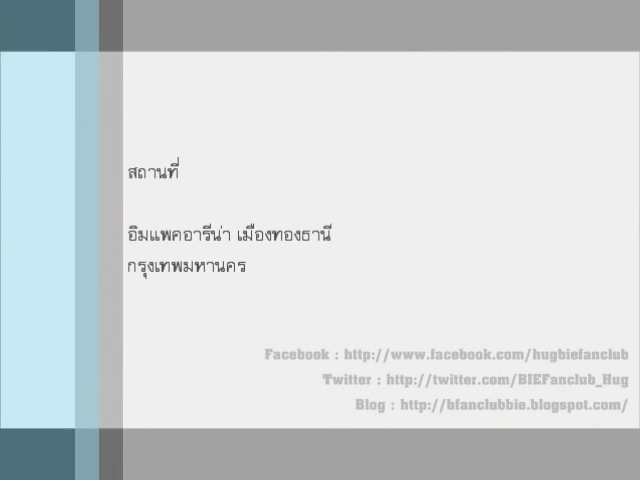 สถานที่
อิมแพคอารีน่า เมืองทองธานี
กรุงเทพมหานคร
Facebook : http://www.facebook.com/hugbiefanclub
Twitter : http://twitter.com/BIEFanclub_Hug
Blog : http://bfanclubbie.blogspot.com/